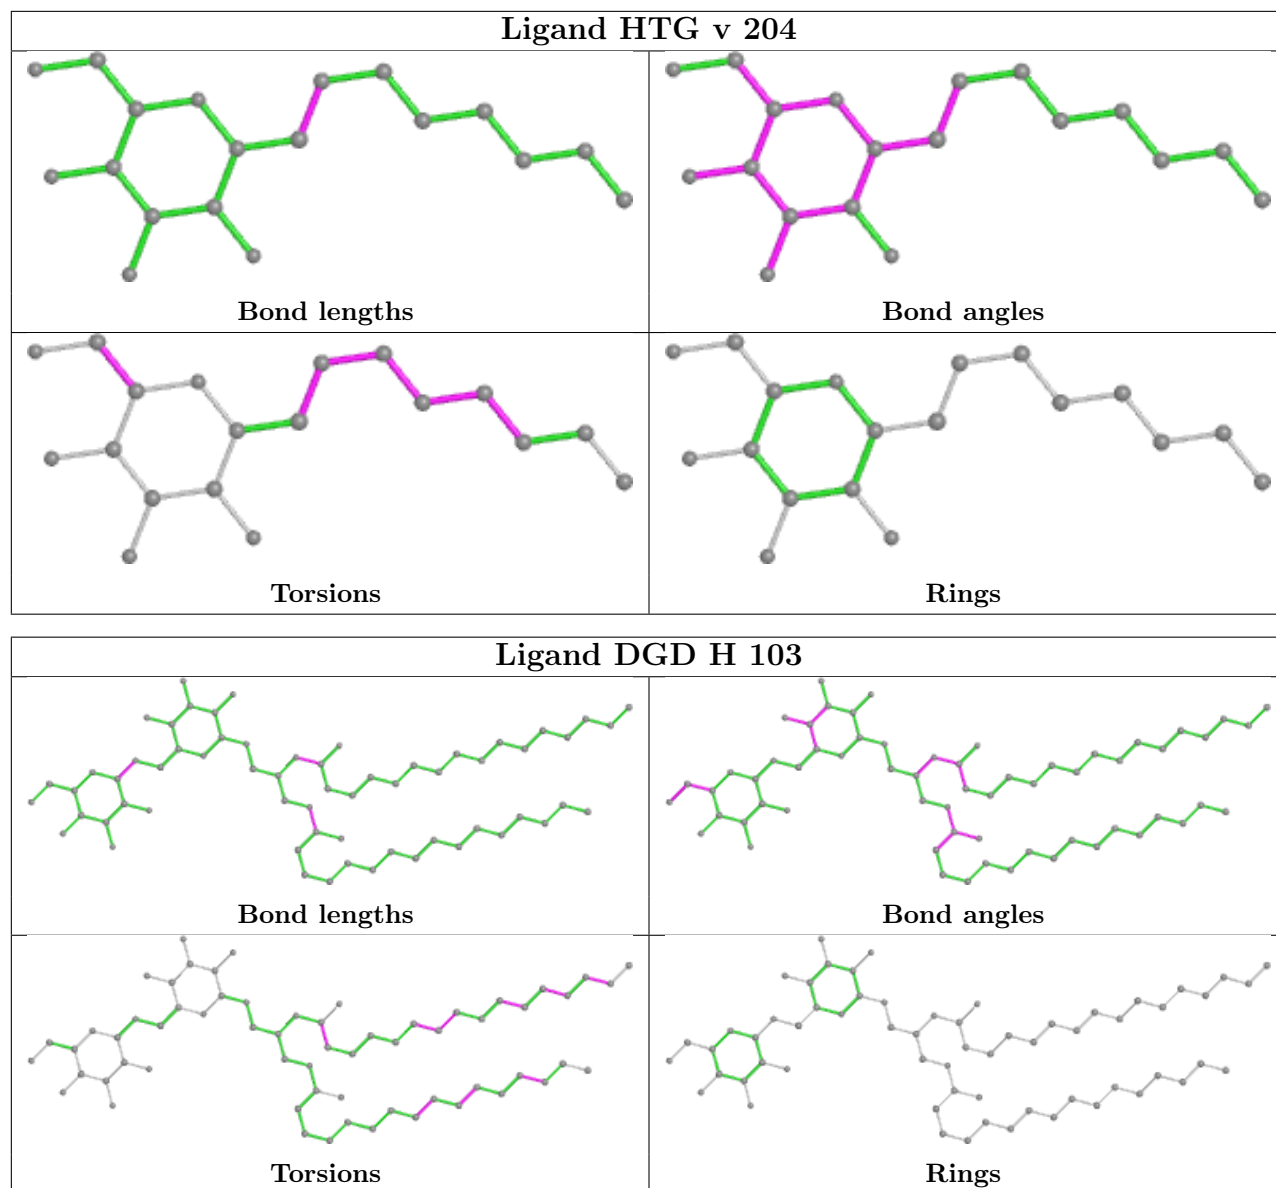 Ligand HTG v 204
Bond lengths
Bond angles
Torsions
Rings
Ligand DGD H 103
Bond lengths
Bond angles
Torsions
Rings